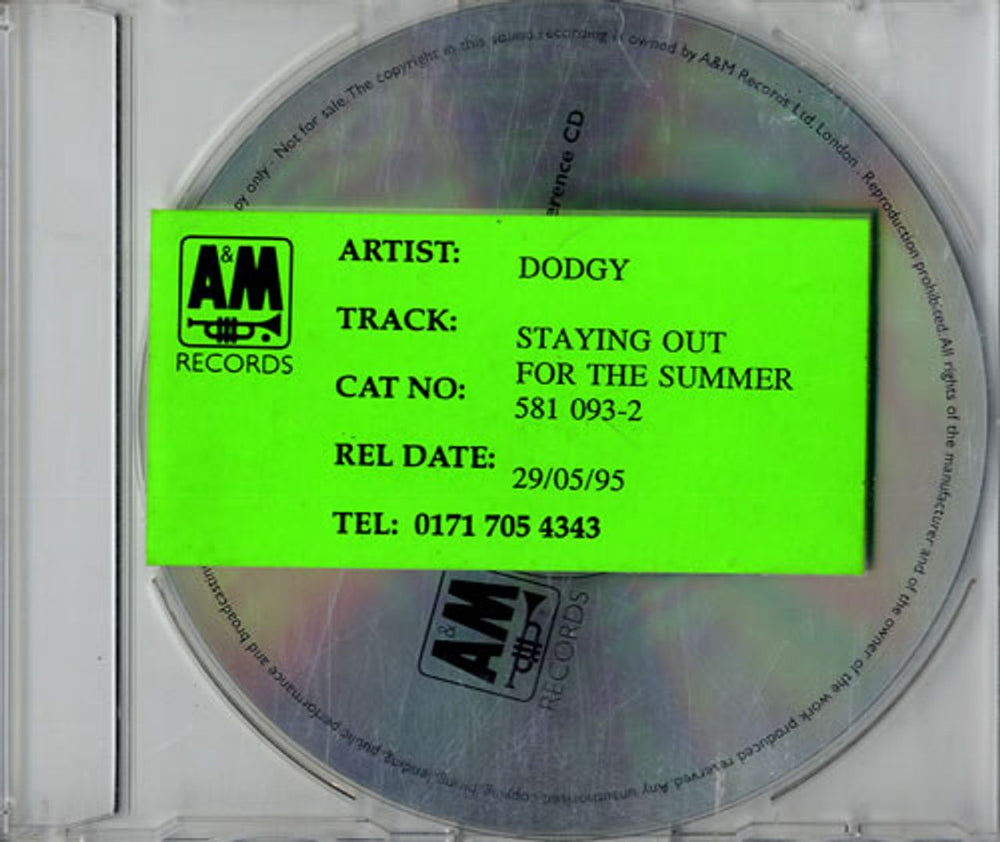 A&M
RECORDS
ARTIST: DODGY
TRACK: STAYING OUT
FOR THE SUMMER
CAT NO: 581 093-2
REL DATE: 29/05/95
TEL: 0171 705 4343
only - Not for sale. The copyright in this sound recording is owned by A&M Records Ltd. London. Reproduction prohibited. All rights of the manufacturer and of the owner of the work produced reserved. Any unauthorised copying, hiring, lending, public performance and broadcasting
CD
A&M
RECORDS